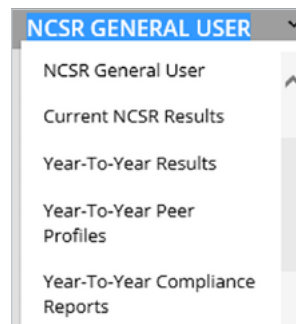 NCSR GENERAL USER
NCSR General User
Current NCSR Results
Year-To-Year Results
Year-To-Year Peer
Profiles
Year-To-Year Compliance
Reports